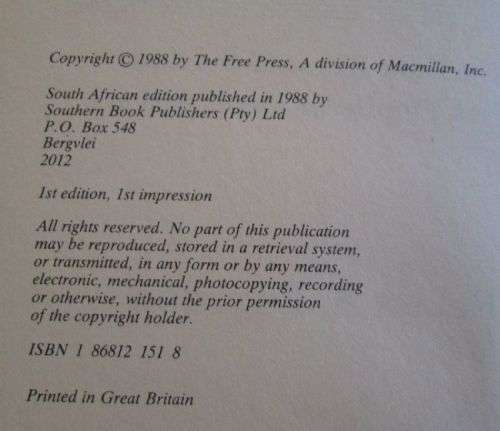 Copyright © 1988 by The Free Press, A division of Macmillan, Inc.
South African edition published in 1988 by
Southern Book Publishers (Pty) Ltd
P.O. Box 548
Bergvlei
2012
1st edition, 1st impression
All rights reserved. No part of this publication
may be reproduced, stored in a retrieval system,
or transmitted, in any form or by any means,
electronic, mechanical, photocopying, recording
or otherwise, without the prior permission
of the copyright holder.
ISBN 1 86812 151 8
Printed in Great Britain